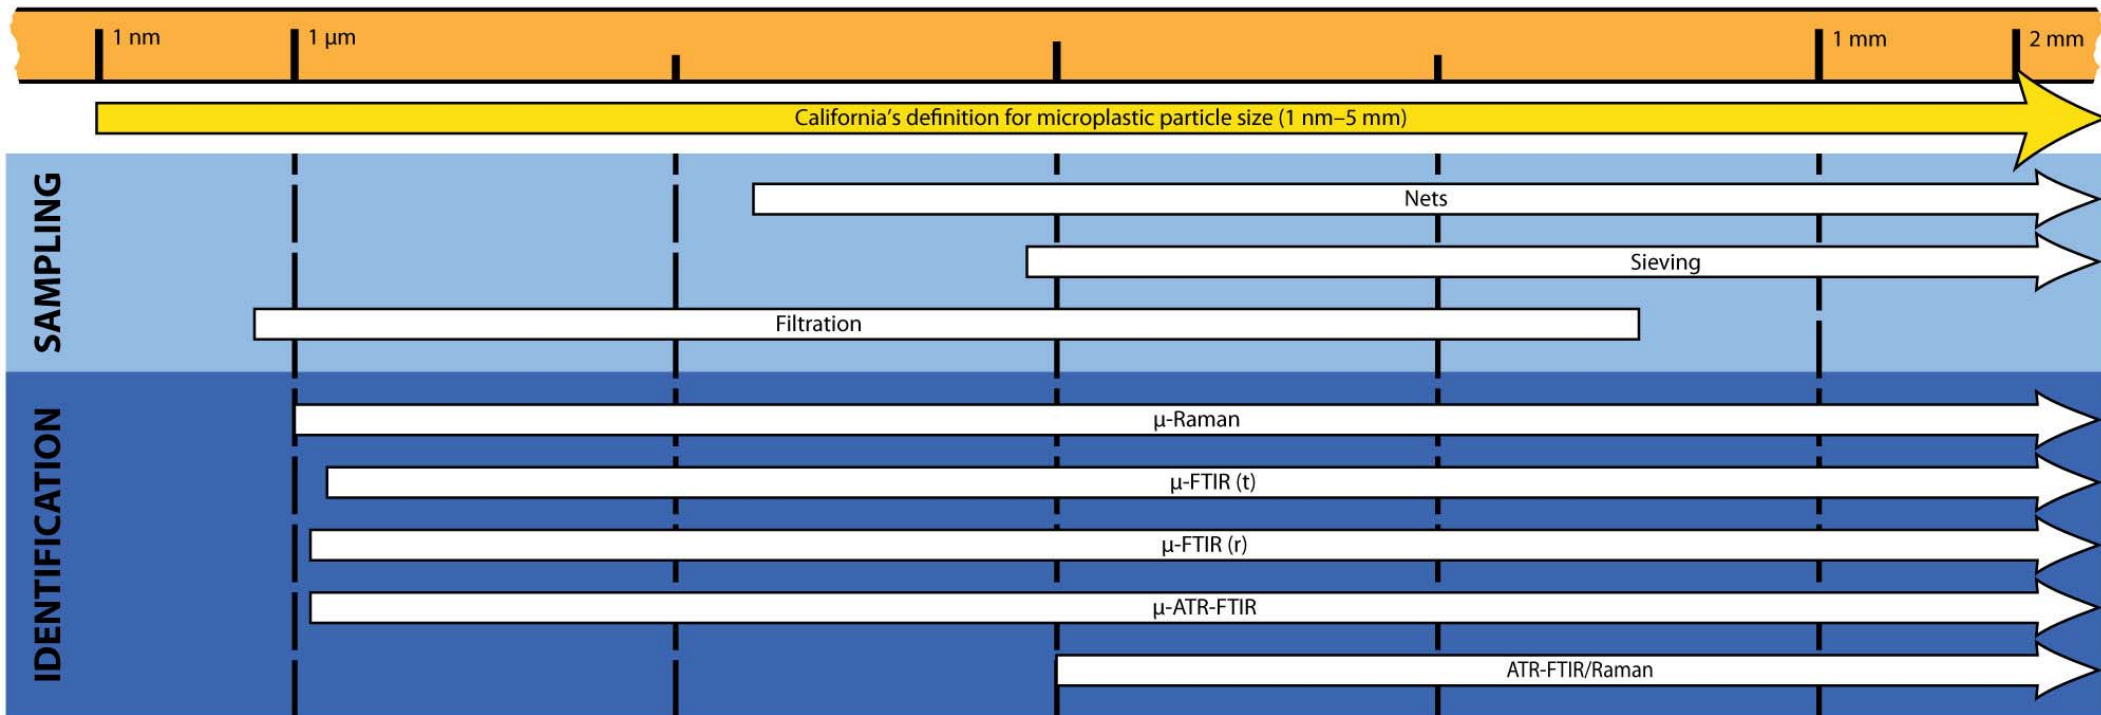 1 nm
1 μm
1 mm
2 mm
California's definition for microplastic particle size (1 nm–5 mm)
SAMPLING
Nets
Sieving
Filtration
IDENTIFICATION
μ-Raman
μ-FTIR (t)
μ-FTIR (r)
μ-ATR-FTIR
ATR-FTIR/Raman